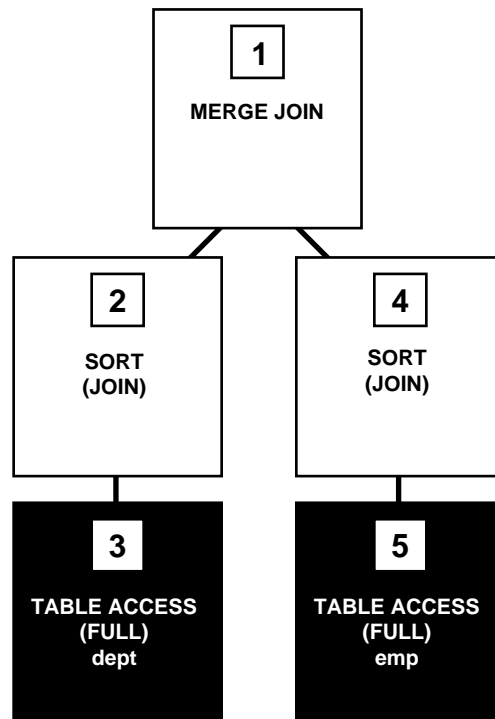 1
MERGE JOIN
2
SORT
(JOIN)
4
SORT
(JOIN)
3
TABLE ACCESS
(FULL)
dept
5
TABLE ACCESS
(FULL)
emp